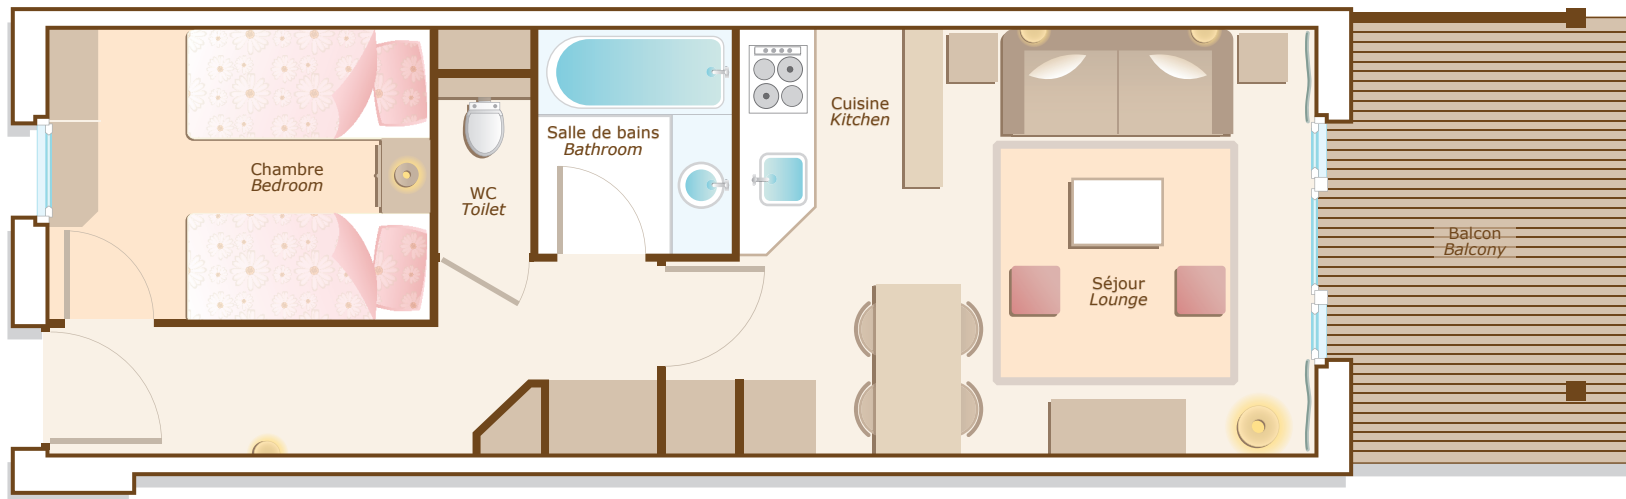 Chambre
Bedroom
WC
Toilet
Salle de bains
Bathroom
Cuisine
Kitchen
Séjour
Lounge
Balcon
Balcony